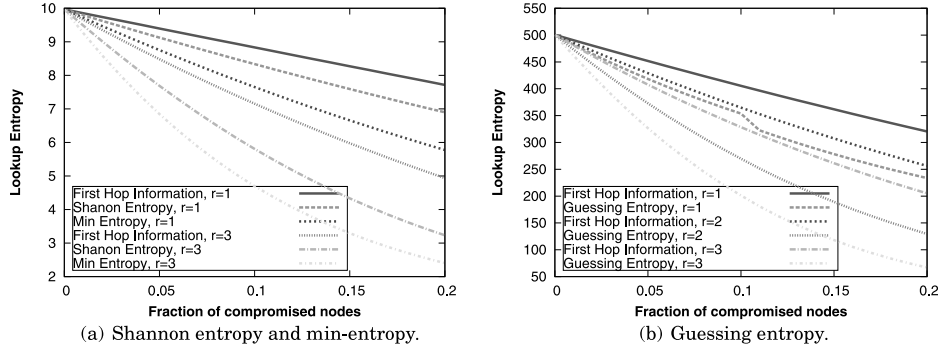 10
9
8
7
6
5
4
3
2
Lookup Entropy
First Hop Information, r=1
Shanon Entropy, r=1
Min Entropy, r=1
First Hop Information, r=3
Shanon Entropy, r=3
Min Entropy, r=3
0 0.05 0.1 0.15 0.2
Fraction of compromised nodes
(a) Shannon entropy and min-entropy.
550
500
450
400
350
300
250
200
150
100
50
Lookup Entropy
First Hop Information, r=1
Guessing Entropy, r=1
First Hop Information, r=2
Guessing Entropy, r=2
First Hop Information, r=3
Guessing Entropy, r=3
0 0.05 0.1 0.15 0.2
Fraction of compromised nodes
(b) Guessing entropy.